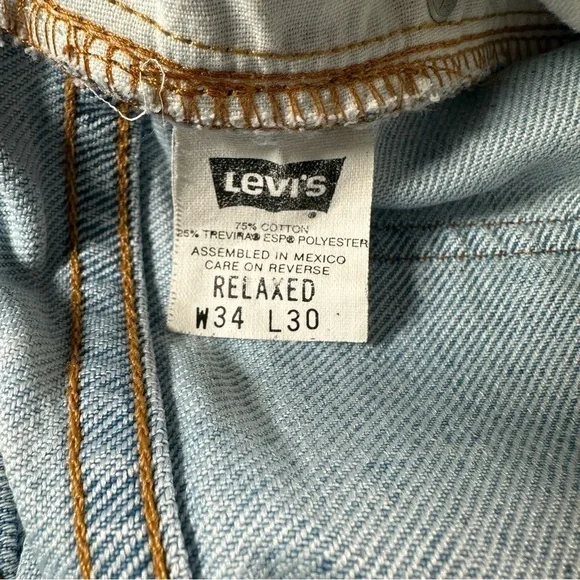 Levi's
®
75% COTTON
25% TREVIRA® ESP® POLYESTER
ASSEMBLED IN MEXICO
CARE ON REVERSE
RELAXED
W34 L30